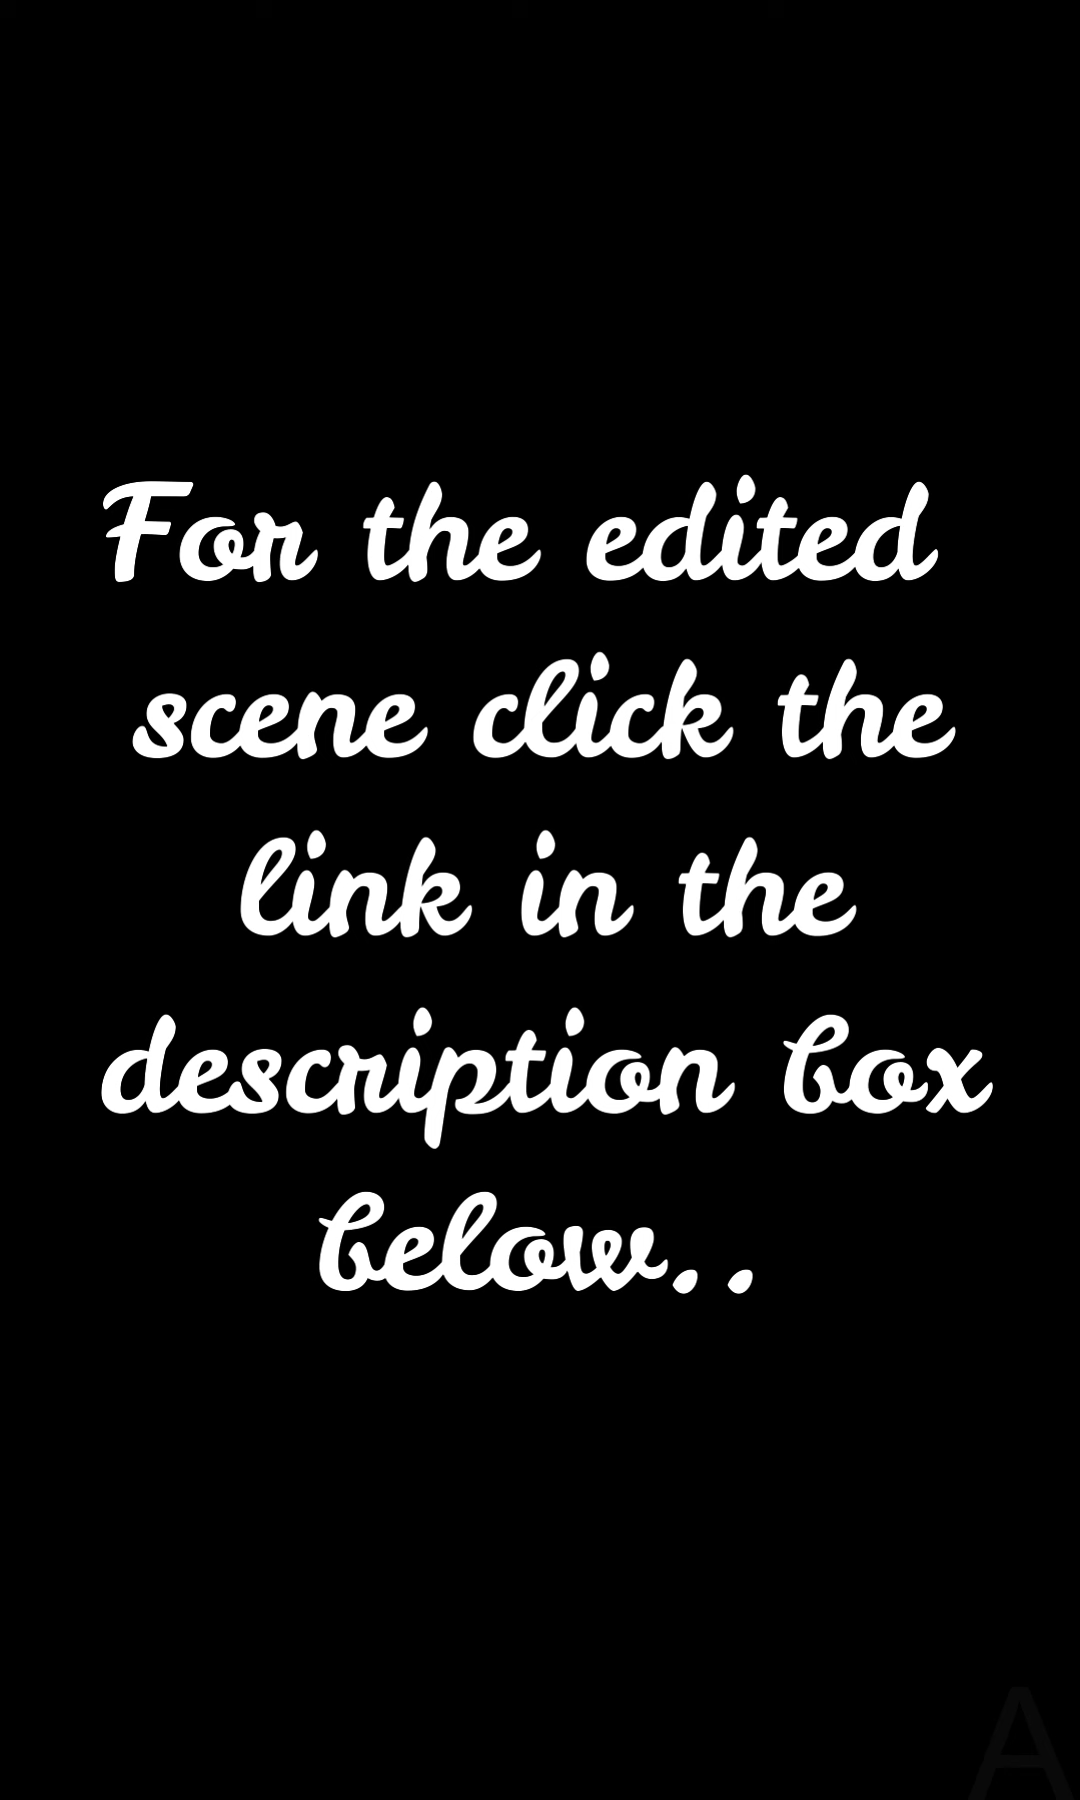 For the edited
scene click the
link in the
description box
below..
A